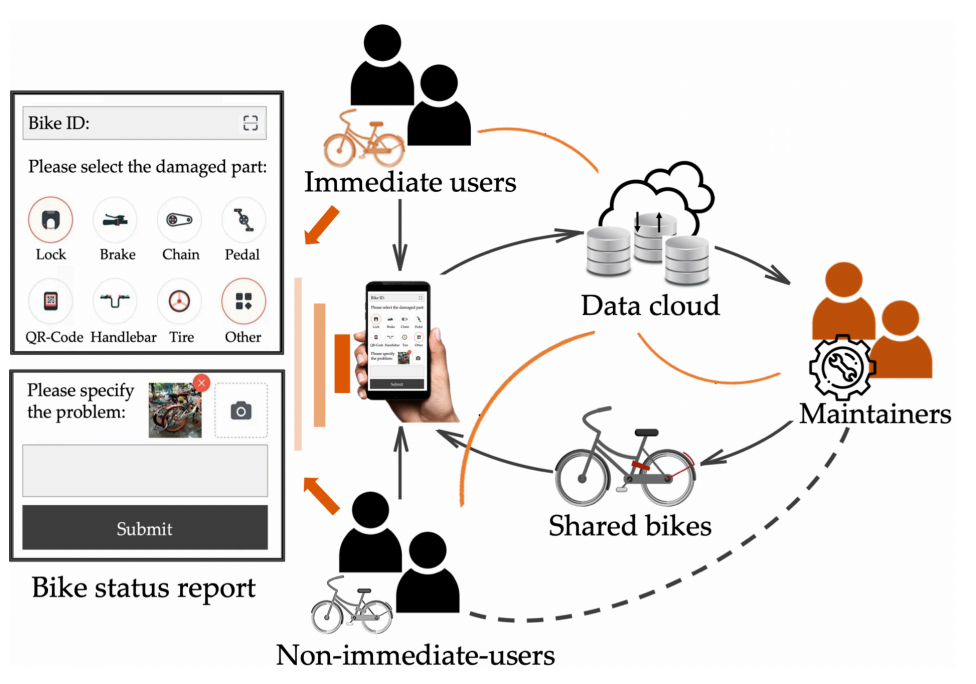 Bike ID:
Please select the damaged part:
Lock
Brake
Chain
Pedal
QR-Code
Handlebar
Tire
Other
Please specify
the problem:
Submit
Bike status report
Immediate users
Bike ID:
Please select the damaged part:
Lock
Brake
Chain
Pedal
QR-Code
Handlebar
Tire
Other
Please specify
the problem:
Submit
Data cloud
Maintainers
Shared bikes
Non-immediate-users